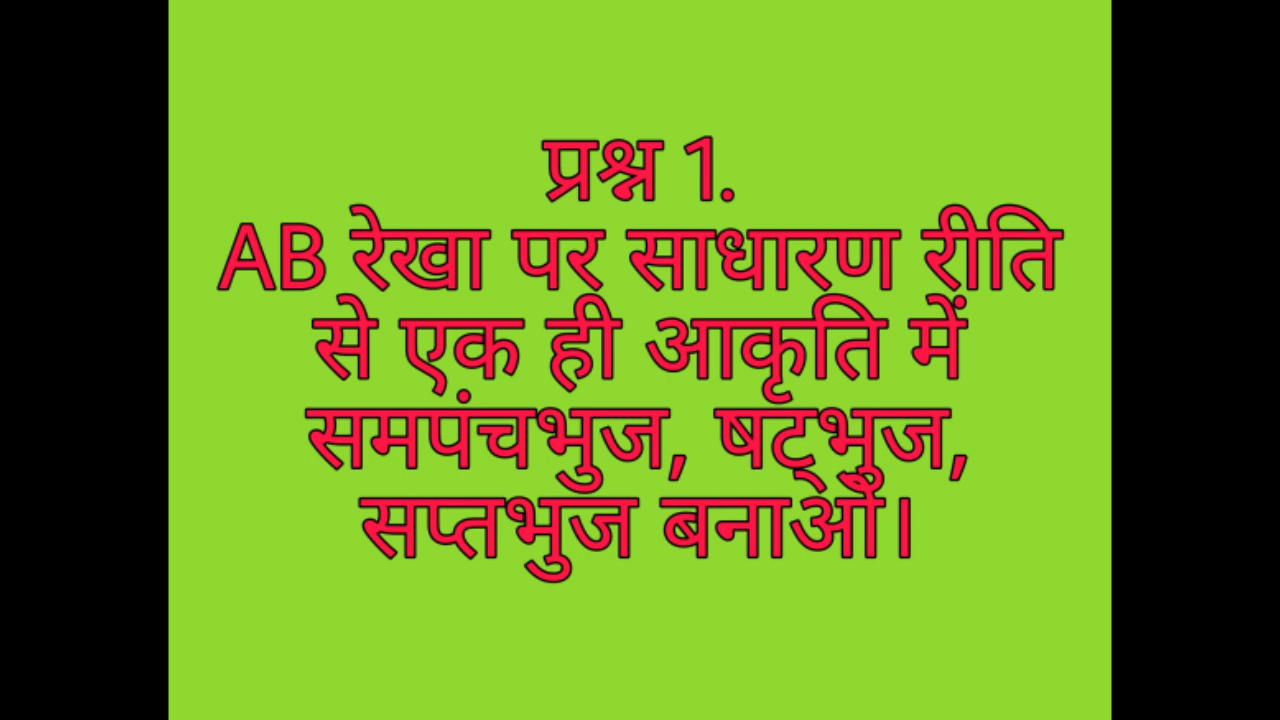 प्रश्न 1.
AB रेखा पर साधारण रीति
से एक ही आकृति में
समपंचभुज, षट्भुज,
सप्तभुज बनाओं।